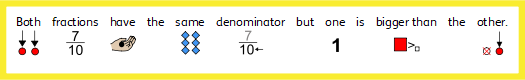 Both fractions have the same denominator but one is bigger than the other.
7 7
10 10← 1 >